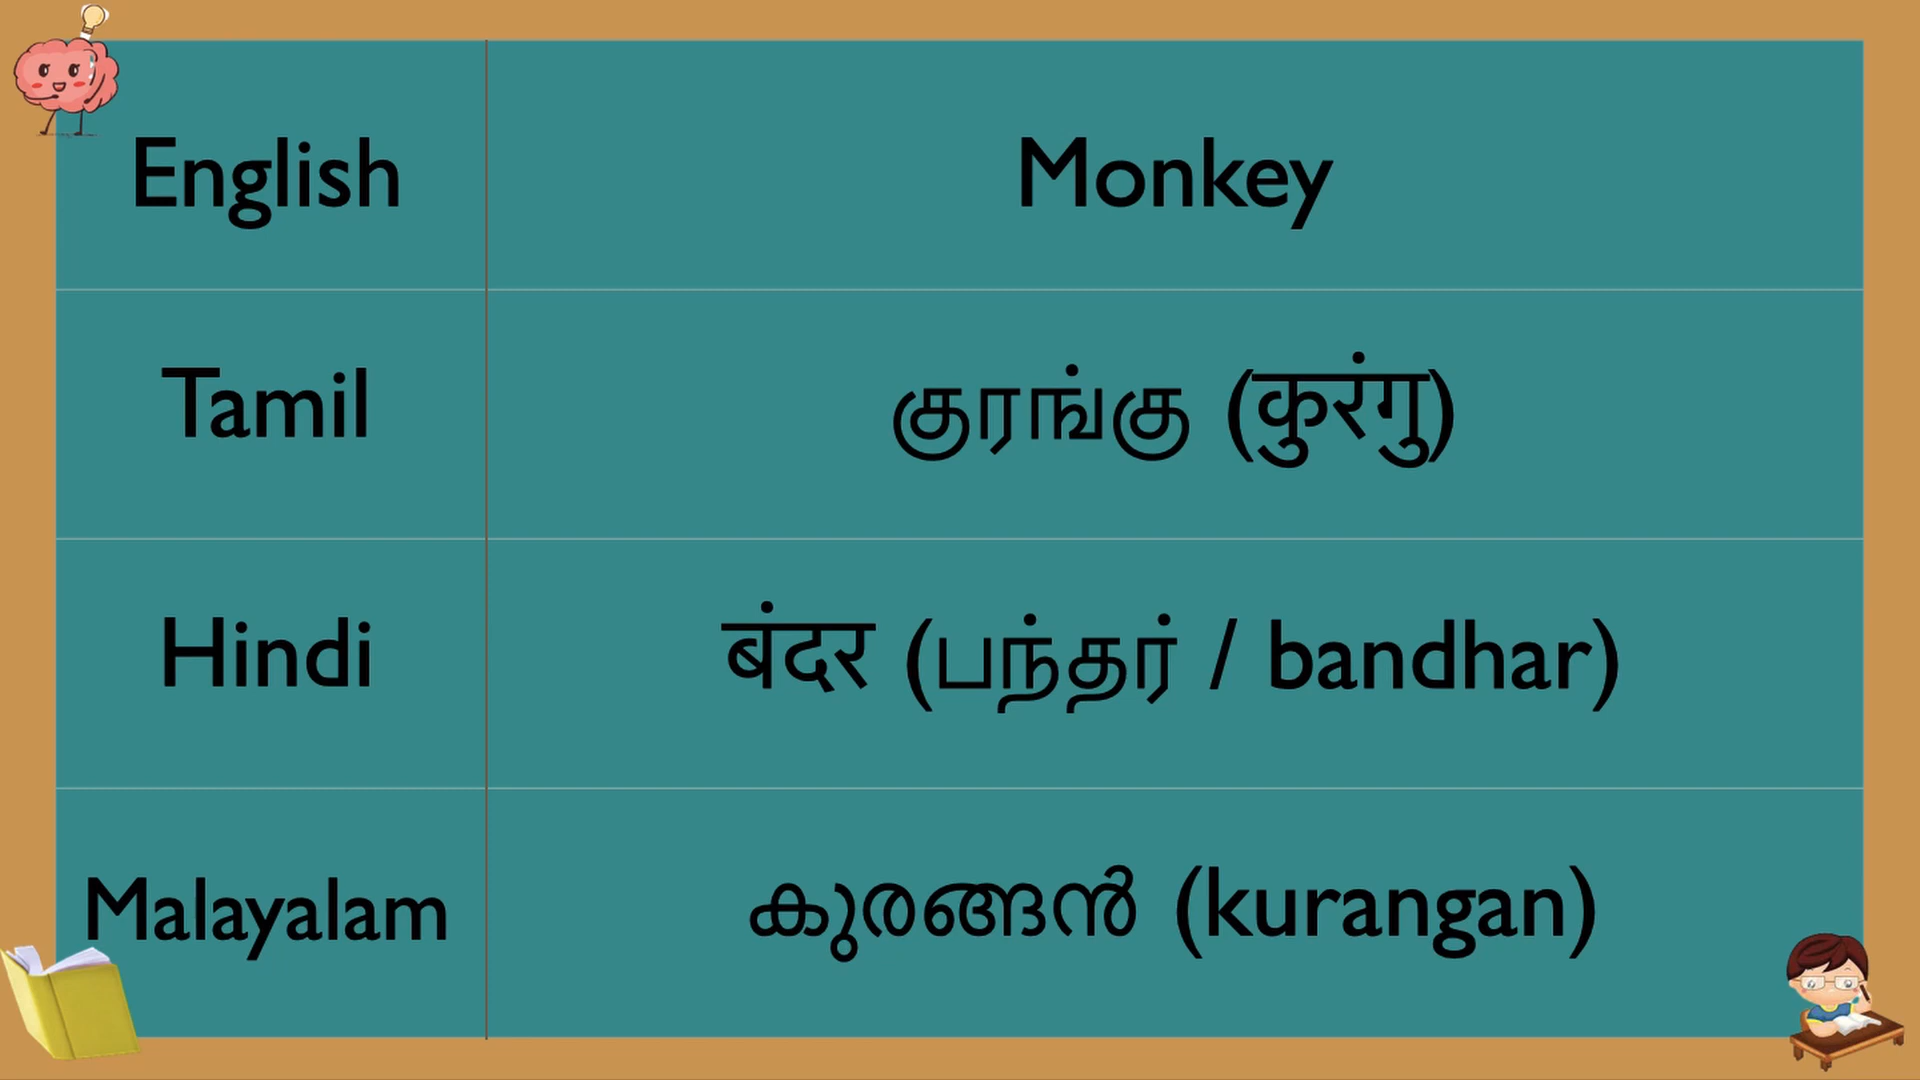 English Monkey
Tamil குரங்கு (कुरंगु)
Hindi बंदर (பந்தர் / bandhar)
Malayalam കുരങ്ങൻ (kurangan)